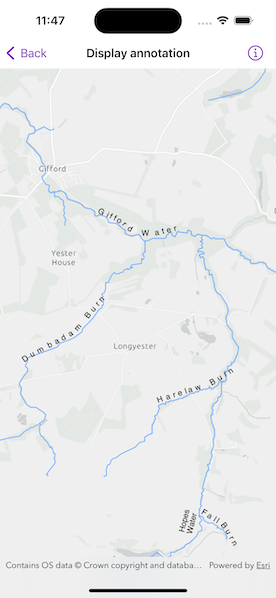 11:47
Back
Display annotation
Gifford
Gifford Water
Yester
House
Dumbadam Burn
Longyester
Harelaw Burn
Hopes
Water
Fall Burn
Contains OS data © Crown copyright and databa...
Powered by Esri